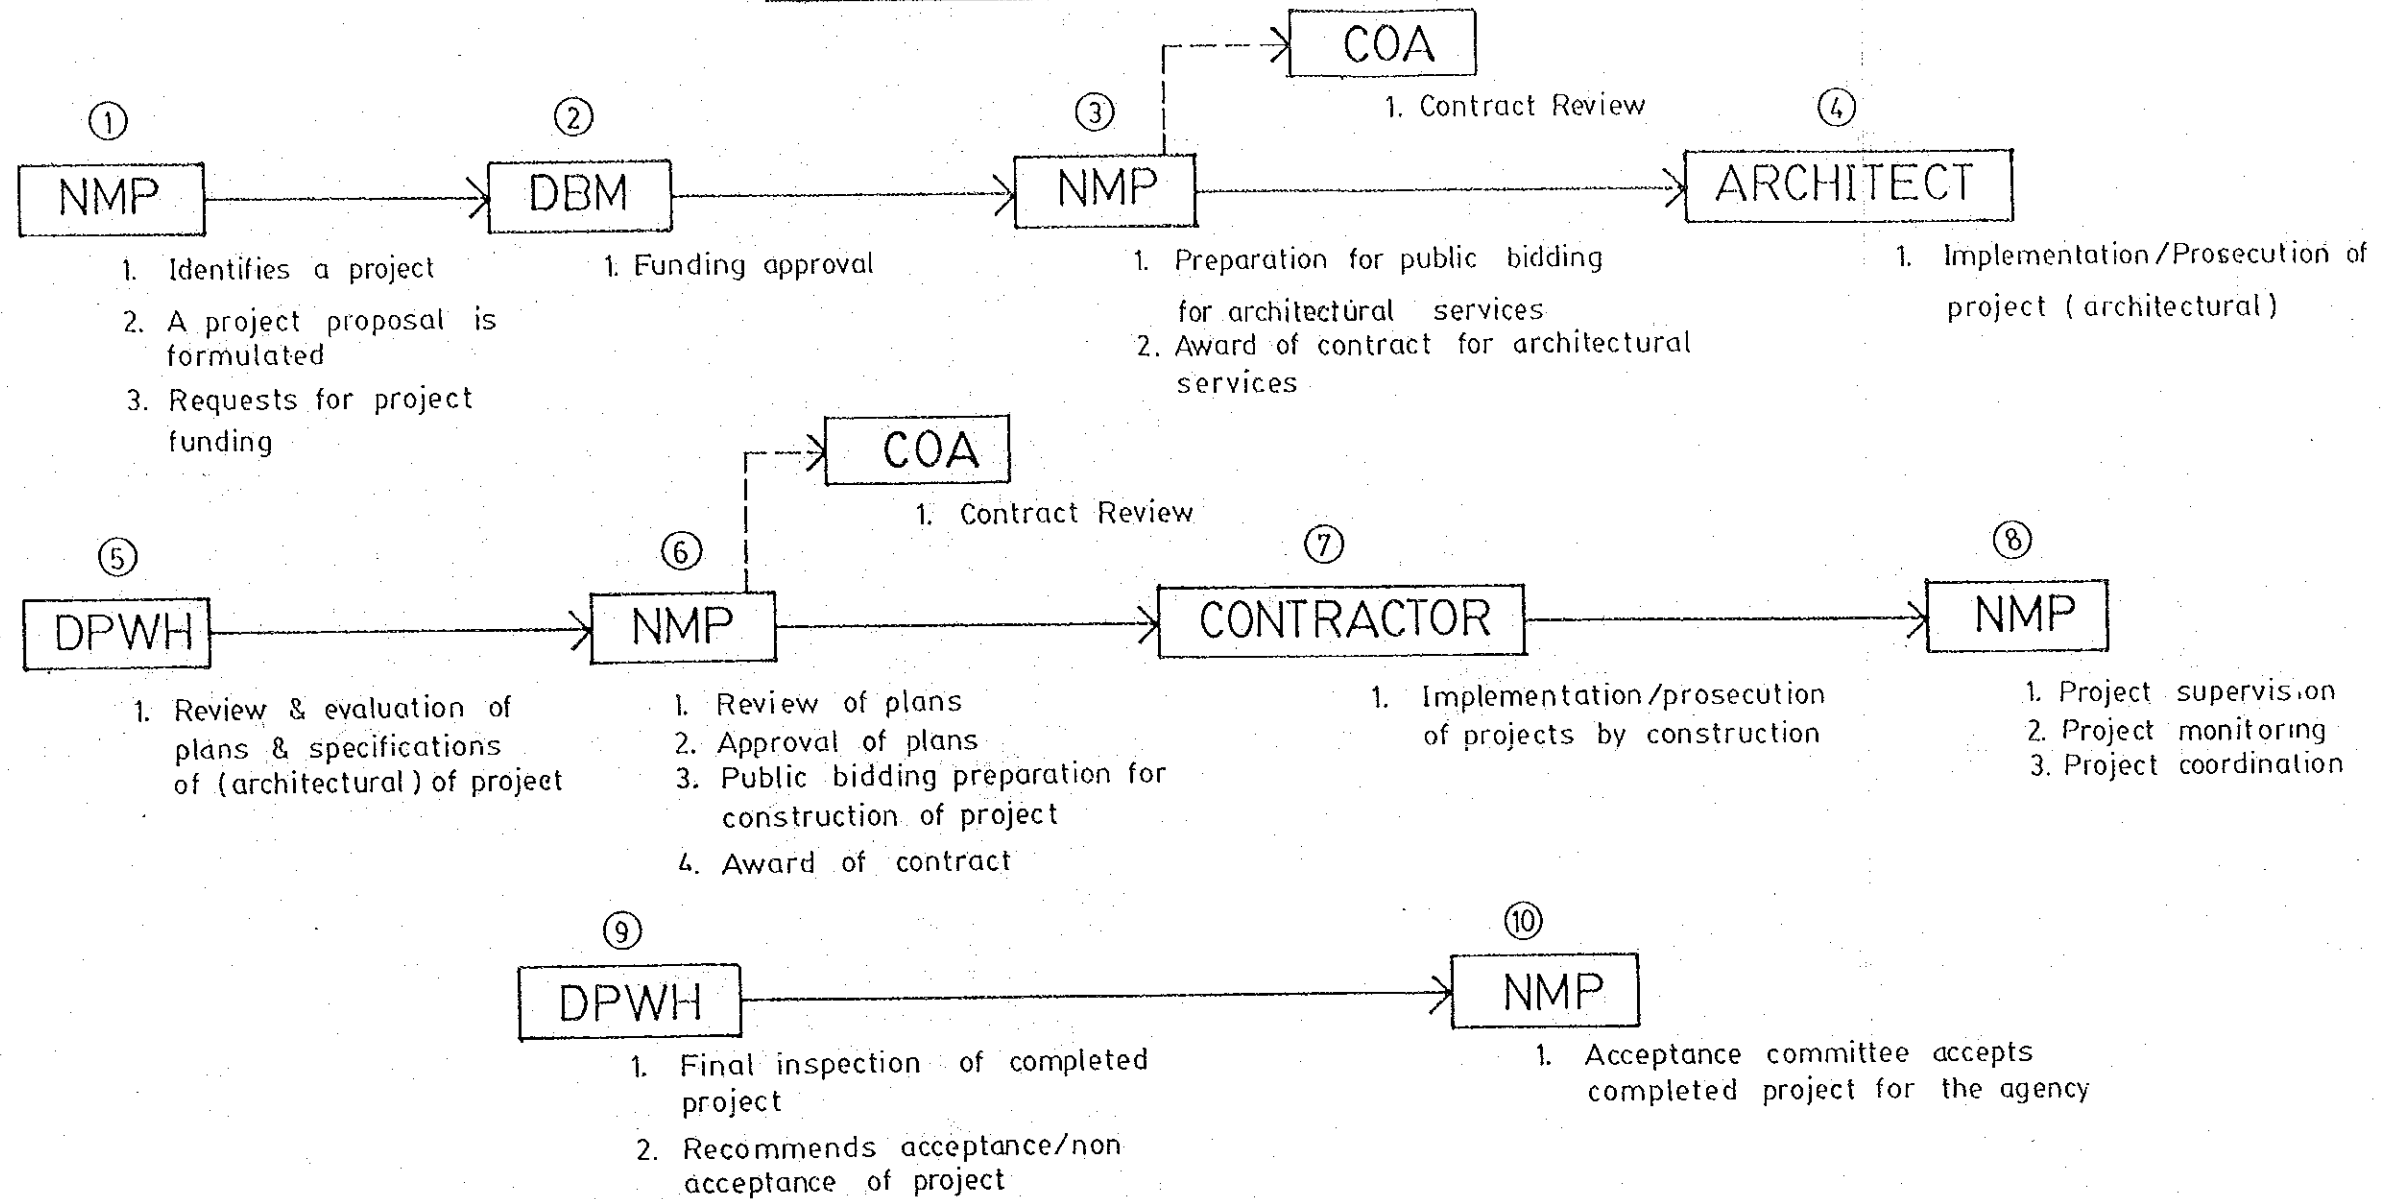 COA
1. Contract Review
① ② ③ ④
NMP DBM NMP ARCHITECT
1. Identifies a project
2. A project proposal is
formulated
3. Requests for project
funding
1. Funding approval
1. Preparation for public bidding
for architectural services
2. Award of contract for architectural
services
1. Implementation/Prosecution of
project (architectural)
COA
1. Contract Review
⑤ ⑥ ⑦ ⑧
DPWH NMP CONTRACTOR NMP
1. Review & evaluation of
plans & specifications
of (architectural) of project
1. Review of plans
2. Approval of plans
3. Public bidding preparation for
construction of project
4. Award of contract
1. Implementation/prosecution
of projects by construction
1. Project supervision
2. Project monitoring
3. Project coordination
⑨ ⑩
DPWH NMP
1. Final inspection of completed
project
2. Recommends acceptance/non
acceptance of project
1. Acceptance committee accepts
completed project for the agency